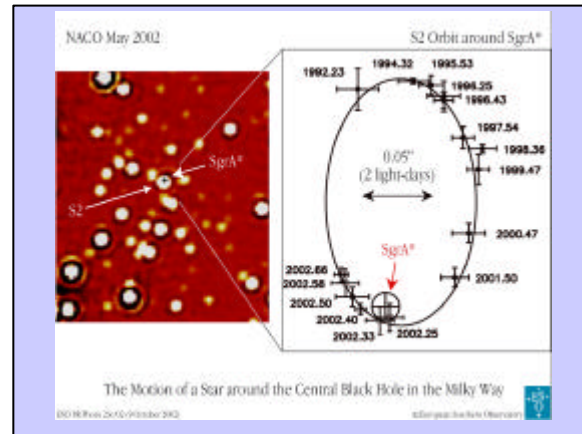 NACO May 2002
S2 Orbit around SgrA*
1992.23
1994.32
1995.53
1996.25
1996.43
1997.54
1998.36
1999.47
0.05"
(2 light-days)
SgrA*
S2
2000.47
SgrA*
2001.50
2002.66
2002.58
2002.50
2002.40
2002.33
2002.25
The Motion of a Star around the Central Black Hole in the Milky Way
©European Southern Observatory